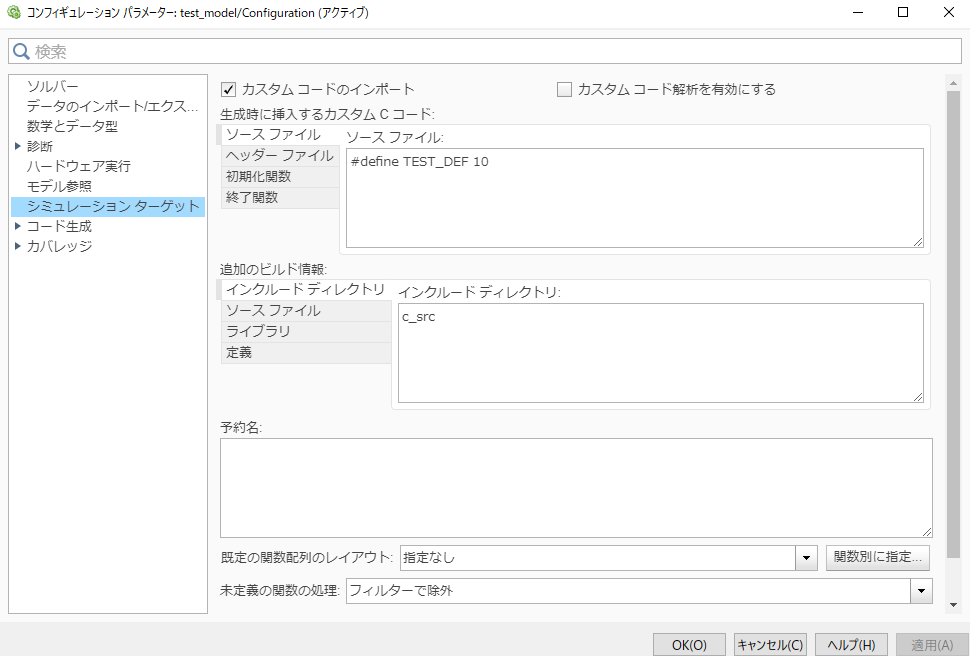 コンフィギュレーション パラメーター: test_model/Configuration (アクティブ)
検索
ソルバー
データのインポート/エクス...
数学とデータ型
診断
ハードウェア実行
モデル参照
シミュレーション ターゲット
コード生成
カバレッジ
カスタム コードのインポート
カスタム コード解析を有効にする
生成時に挿入するカスタム C コード:
ソース ファイル
ヘッダー ファイル
初期化関数
終了関数
ソース ファイル:
#define TEST_DEF 10
追加のビルド情報:
インクルード ディレクトリ
ソース ファイル
ライブラリ
定義
インクルード ディレクトリ:
c_src
予約名:
既定の関数配列のレイアウト: 指定なし 関数別に指定...
未定義の関数の処理: フィルターで除外
OK(O) キャンセル(C) ヘルプ(H) 適用(A)